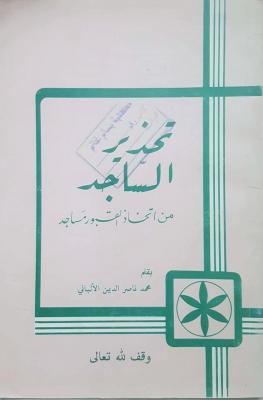 تحذير
الساجد
من اتخاذ القبور مساجد
بقلم
محمد ناصر الدين الألباني
وقف لله تعالى